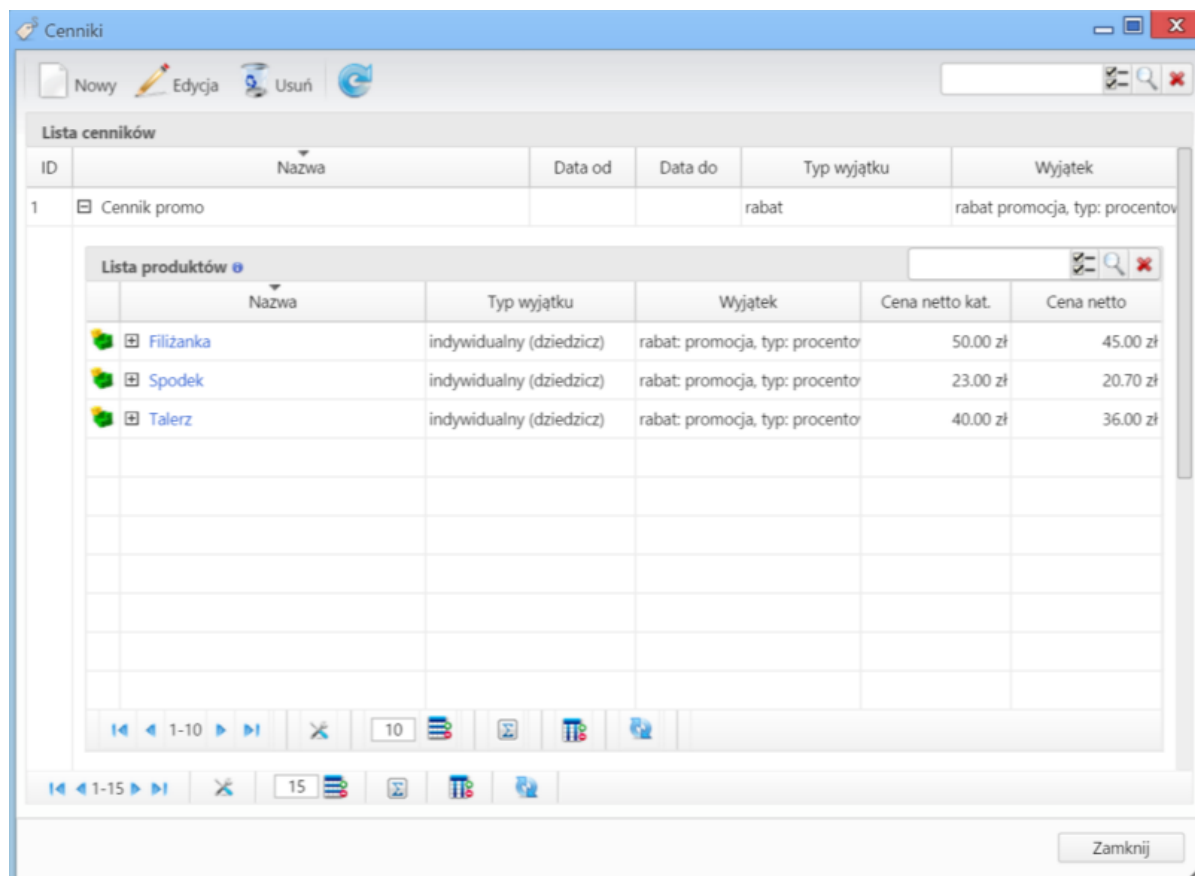 Cenniki
Nowy Edycja Usuń
Lista cenników
ID Nazwa Data od Data do Typ wyjątku Wyjątek
1 Cennik promo rabat rabat promocja, typ: procentow
Lista produktów
Nazwa Typ wyjątku Wyjątek Cena netto kat. Cena netto
Filiżanka indywidualny (dziedzicz) rabat: promocja, typ: procento 50.00 zł 45.00 zł
Spodek indywidualny (dziedzicz) rabat: promocja, typ: procento 23.00 zł 20.70 zł
Talerz indywidualny (dziedzicz) rabat: promocja, typ: procento 40.00 zł 36.00 zł
1-10 10
1-15 15
Zamknij